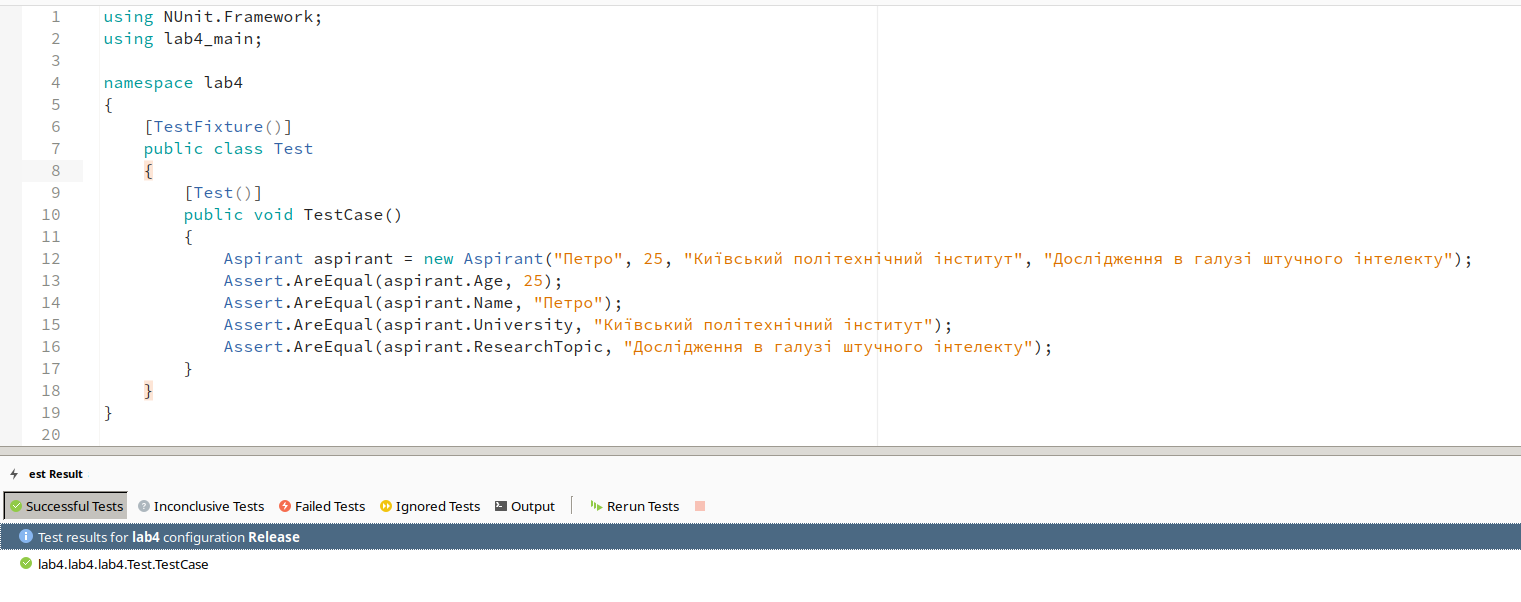 1 using NUnit.Framework;
2 using lab4_main;
3
4 namespace lab4
5 {
6 [TestFixture()]
7 public class Test
8 {
9 [Test()]
10 public void TestCase()
11 {
12 Aspirant aspirant = new Aspirant("Петро", 25, "Київський політехнічний інститут", "Дослідження в галузі штучного інтелекту");
13 Assert.AreEqual(aspirant.Age, 25);
14 Assert.AreEqual(aspirant.Name, "Петро");
15 Assert.AreEqual(aspirant.University, "Київський політехнічний інститут");
16 Assert.AreEqual(aspirant.ResearchTopic, "Дослідження в галузі штучного інтелекту");
17 }
18 }
19 }
20
est Result
Successful Tests Inconclusive Tests Failed Tests Ignored Tests Output Rerun Tests
Test results for lab4 configuration Release
lab4.lab4.lab4.Test.TestCase